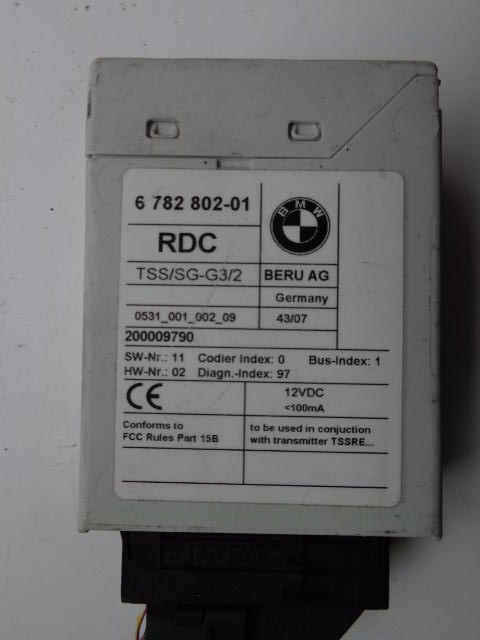 6 782 802-01
BMW
RDC
TSS/SG-G3/2 BERU AG
Germany
0531_001_002_09 43/07
200009790
SW-Nr.: 11 Codier Index: 0 Bus-Index: 1
HW-Nr.: 02 Diagn.-Index: 97
CE 12VDC
<100mA
Conforms to to be used in conjuction
FCC Rules Part 15B with transmitter TSSRE...
AMP